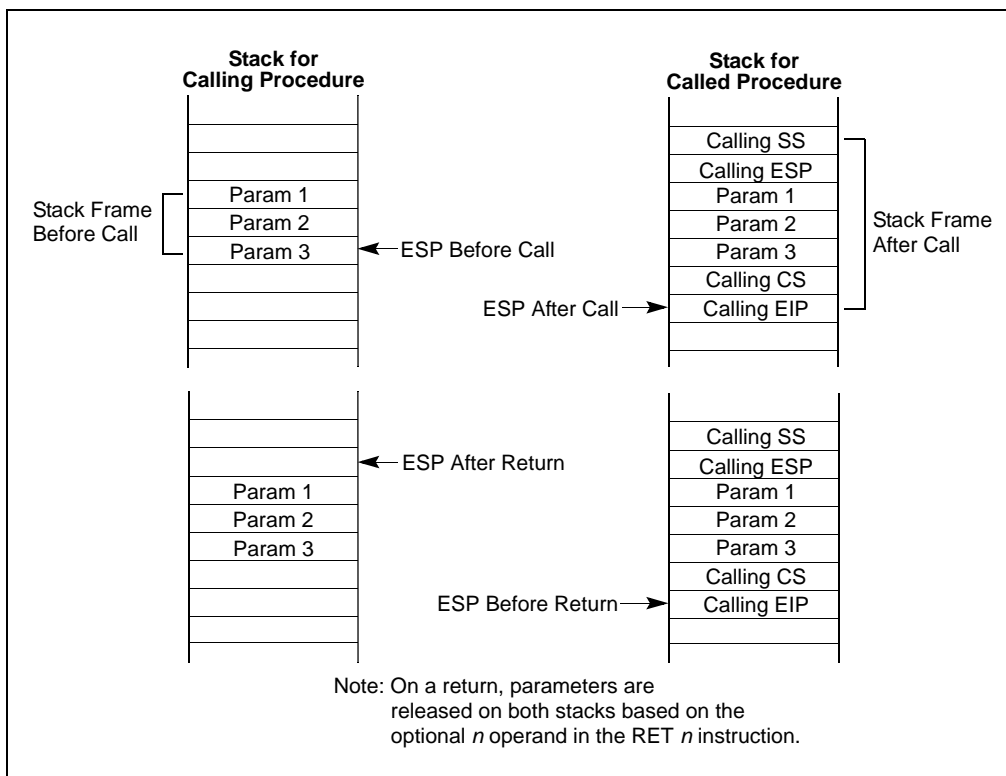 Stack for
Calling Procedure
Param 1
Param 2
Param 3
Stack Frame
Before Call
ESP Before Call
Stack for
Called Procedure
Calling SS
Calling ESP
Param 1
Param 2
Param 3
Calling CS
Calling EIP
ESP After Call
Stack Frame
After Call
ESP After Return
Param 1
Param 2
Param 3
Calling SS
Calling ESP
Param 1
Param 2
Param 3
Calling CS
Calling EIP
ESP Before Return
Note: On a return, parameters are
released on both stacks based on the
optional n operand in the RET n instruction.